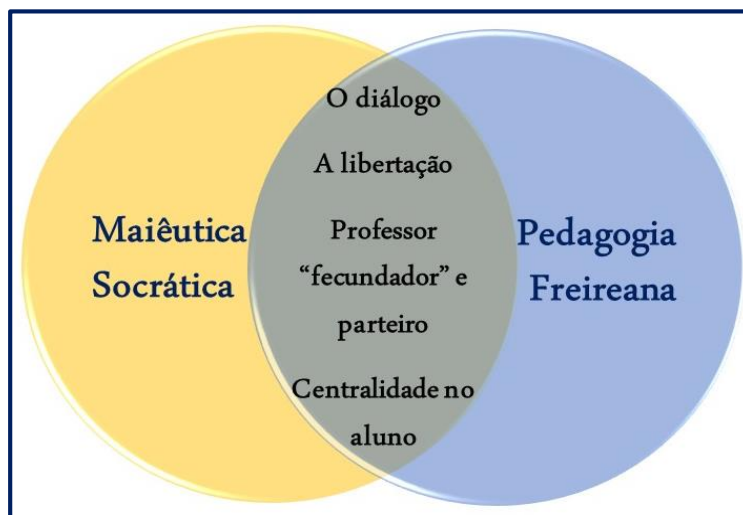 Maiêutica
Socrática
O diálogo
A libertação
Professor
“fecundador” e
parteiro
Centralidade no
aluno
Pedagogia
Freireana